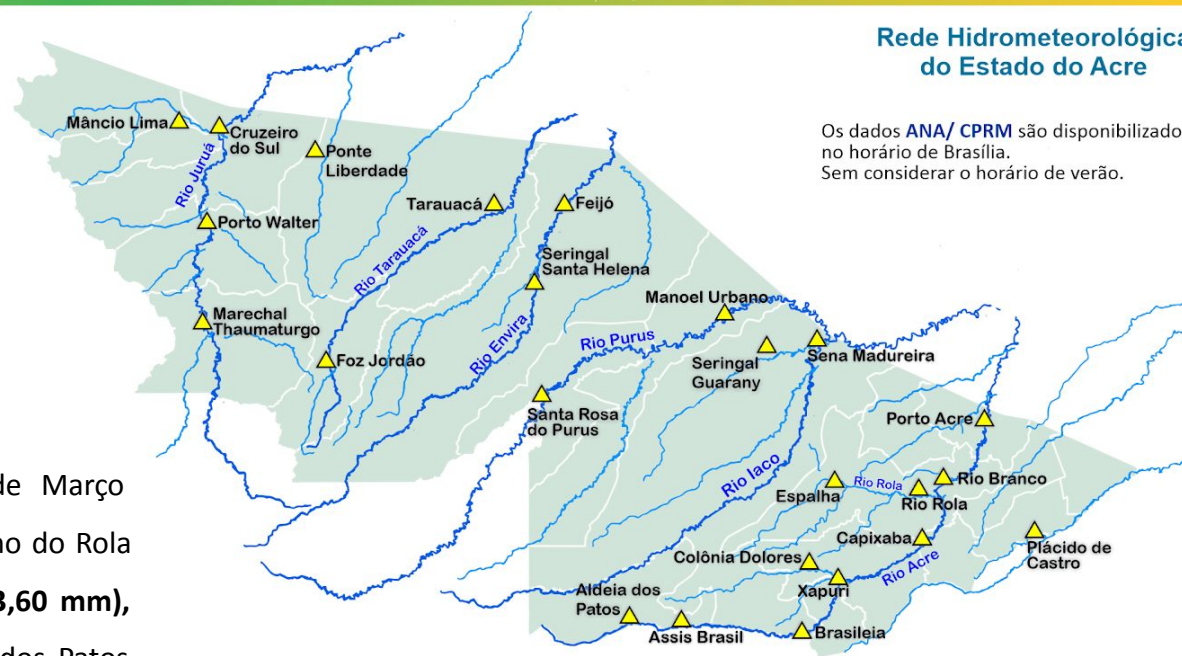 Rede Hidrometeorológica
do Estado do Acre
Os dados ANA/ CPRM são disponibilizado
no horário de Brasília.
Sem considerar o horário de verão.
Mâncio Lima
Cruzeiro
do Sul
Ponte
Liberdade
Rio Juruá
Porto Walter
Tarauacá
Feijó
Rio Tarauacá
Seringal
Santa Helena
Marechal
Thaumaturgo
Foz Jordão
Rio Envira
Manoel Urbano
Rio Purus
Seringal
Guarany
Sena Madureira
Santa Rosa
do Purus
Porto Acre
Rio Iaco
Espalha
Rio Rola
Rio Rola
Rio Branco
Capixaba
Plácido de
Castro
Colônia Dolores
Xapuri
Rio Acre
Aldeia dos
Patos
Assis Brasil
Brasileia
de Março
no do Rola
3,60 mm),
dos Patos